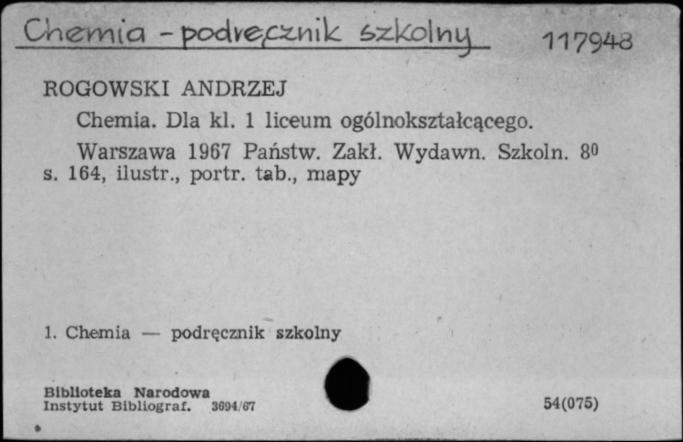 Chemia - podręcznik szkolny 117948
ROGOWSKI ANDRZEJ
Chemia. Dla kl. 1 liceum ogólnokształcącego.
Warszawa 1967 Państw. Zakł. Wydawn. Szkoln. 8⁰
s. 164, ilustr., portr. tab., mapy
1. Chemia — podręcznik szkolny
Biblioteka Narodowa
Instytut Bibliograf. 3694/67 54(075)